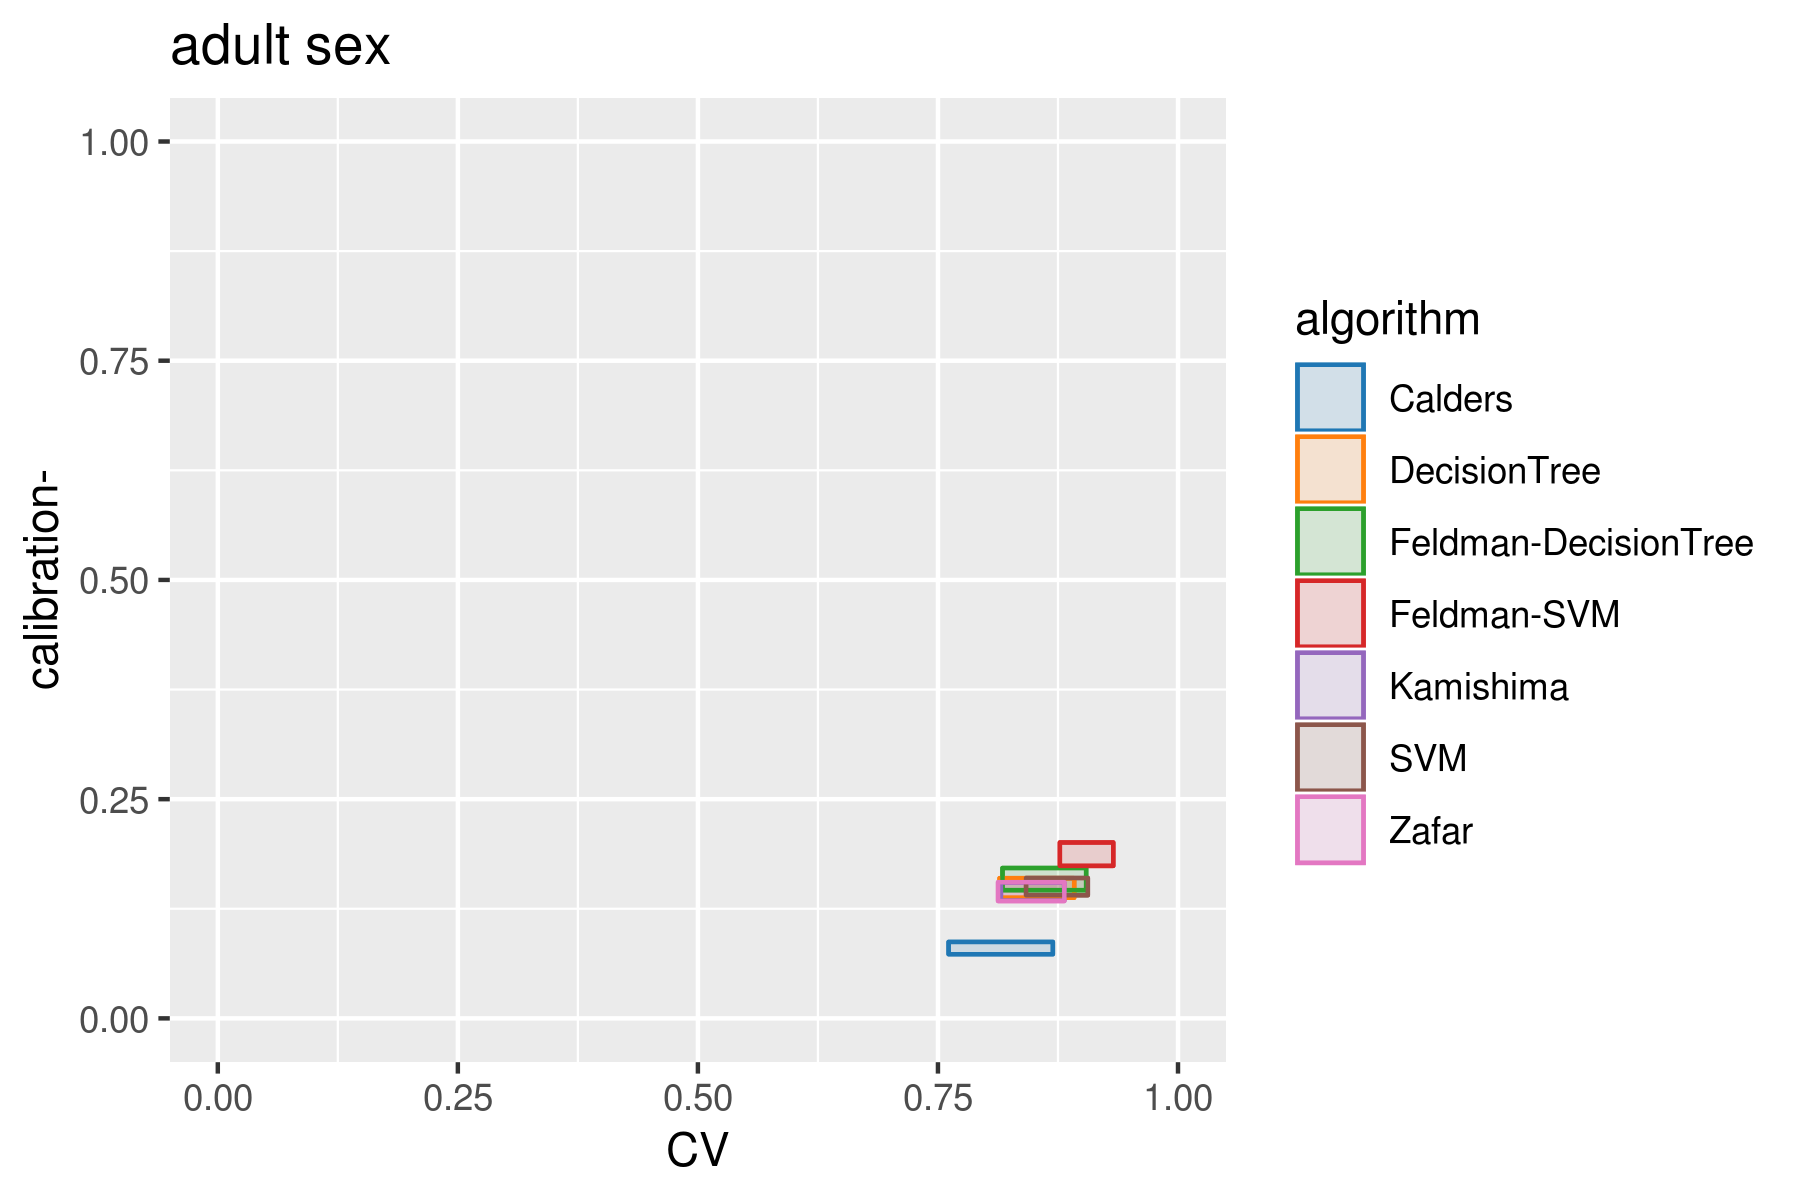 adult sex
1.00
0.75
0.50
0.25
0.00
calibration-
0.00 0.25 0.50 0.75 1.00
CV
algorithm
Calders
DecisionTree
Feldman-DecisionTree
Feldman-SVM
Kamishima
SVM
Zafar